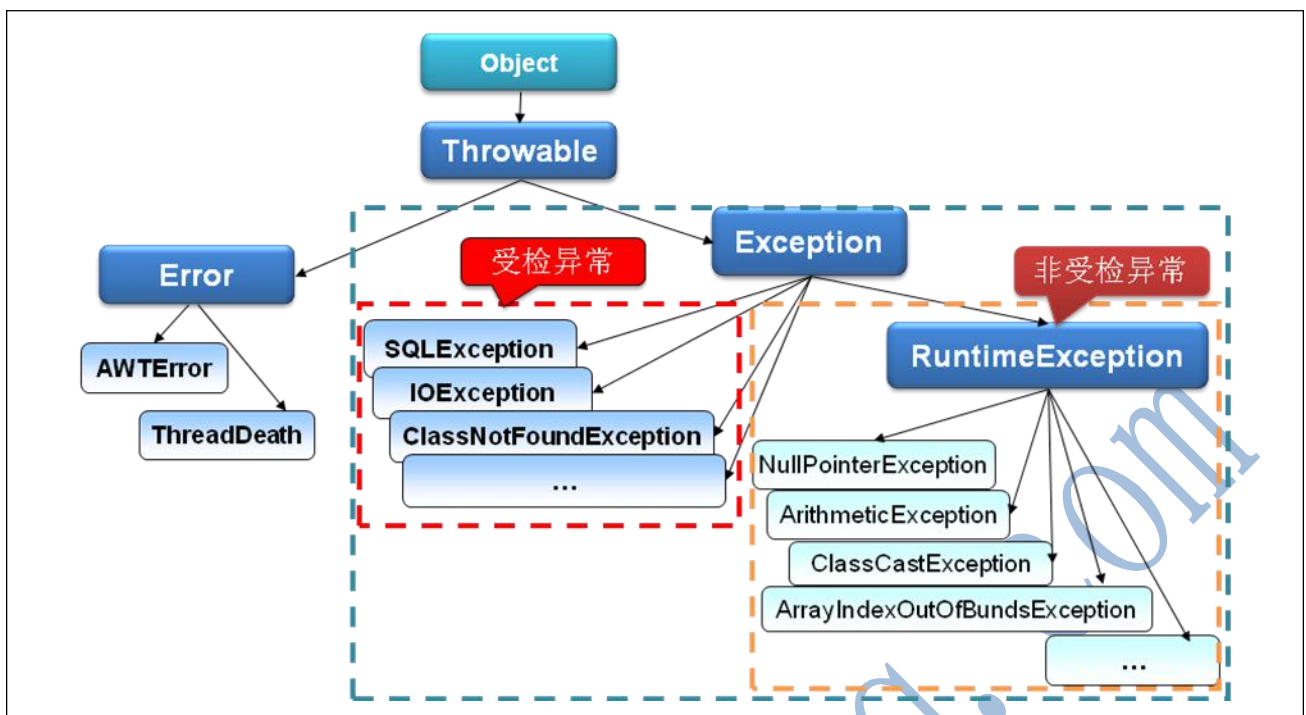 Object
Throwable
Exception
受检异常
非受检异常
Error
SQLException
RuntimeException
AWTError
IOException
ThreadDeath
ClassNotFoundException
...
NullPointerException
ArithmeticException
ClassCastException
ArrayIndexOutOfBundsException
...